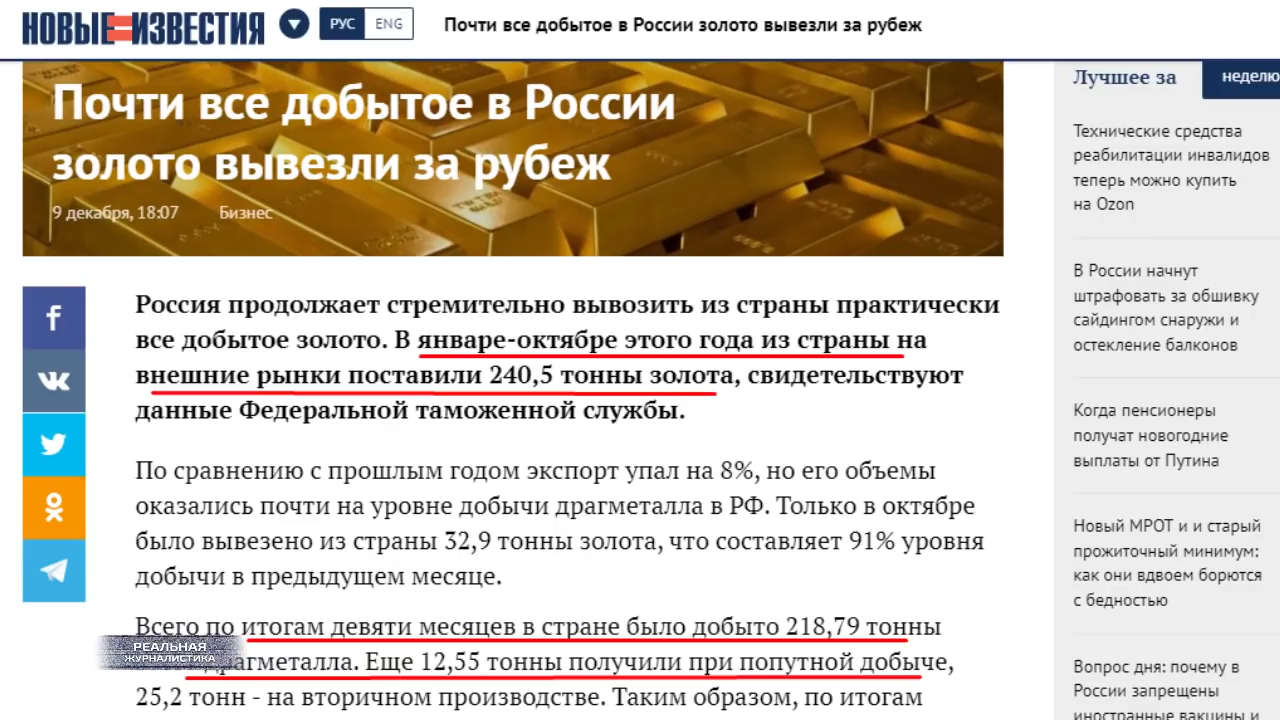 НОВЫЕ ИЗВЕСТИЯ
РУС ENG
Почти все добытое в России золото вывезли за рубеж
Почти все добытое в России
золото вывезли за рубеж
9 декабря, 18:07 Бизнес
Россия продолжает стремительно вывозить из страны практически
все добытое золото. В январе-октябре этого года из страны на
внешние рынки поставили 240,5 тонны золота, свидетельствуют
данные Федеральной таможенной службы.
По сравнению с прошлым годом экспорт упал на 8%, но его объемы
оказались почти на уровне добычи драгметалла в РФ. Только в октябре
было вывезено из страны 32,9 тонны золота, что составляет 91% уровня
добычи в предыдущем месяце.
Всего по итогам девяти месяцев в стране было добыто 218,79 тонны
драгметалла. Еще 12,55 тонны получили при попутной добыче,
25,2 тонн - на вторичном производстве. Таким образом, по итогам
РЕАЛЬНАЯ
ЖУРНАЛИСТИКА
Лучшее за неделю
Технические средства
реабилитации инвалидов
теперь можно купить
на Ozon
В России начнут
штрафовать за обшивку
сайдингом снаружи и
остекление балконов
Когда пенсионеры
получат новогодние
выплаты от Путина
Новый МРОТ и и старый
прожиточный минимум:
как они вдвоем борются
с бедностью
Вопрос дня: почему в
России запрещены
иностранные вакцины и